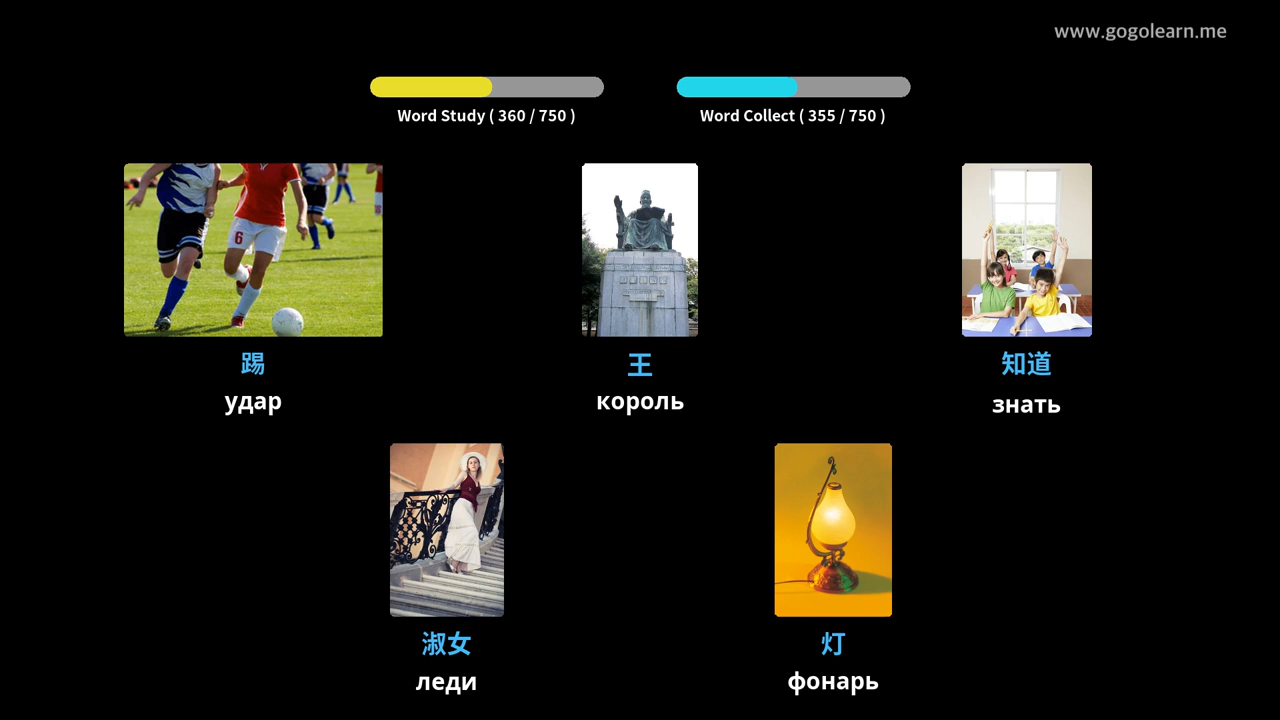 www.gogolearn.me
Word Study ( 360 / 750 )
Word Collect ( 355 / 750 )
踢
удар
王
король
知道
знать
淑女
леди
灯
фонарь